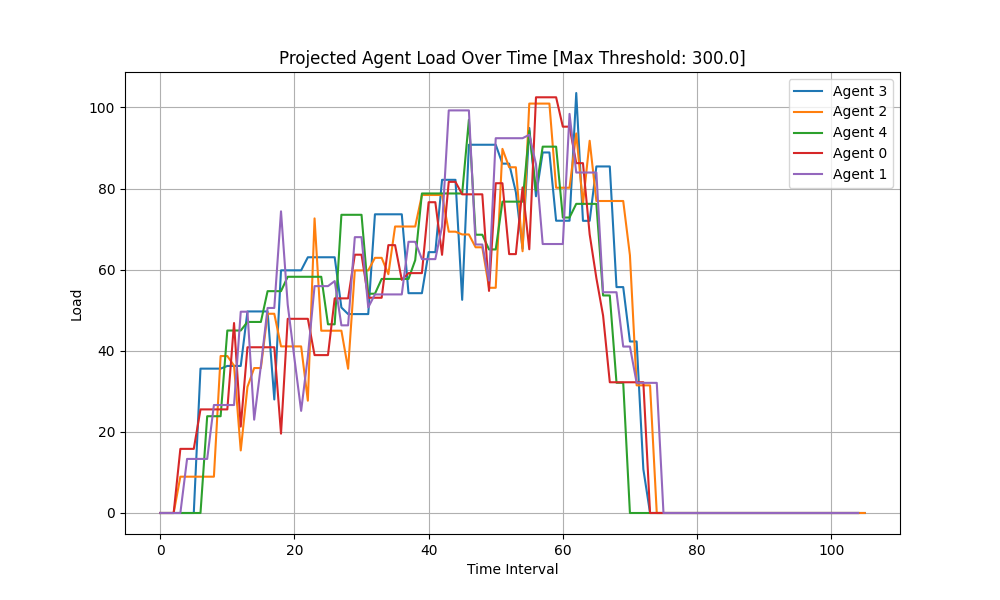 Projected Agent Load Over Time [Max Threshold: 300.0]
Agent 3
Agent 2
Agent 4
Agent 0
Agent 1
Load
100
80
60
40
20
0
0 20 40 60 80 100
Time Interval